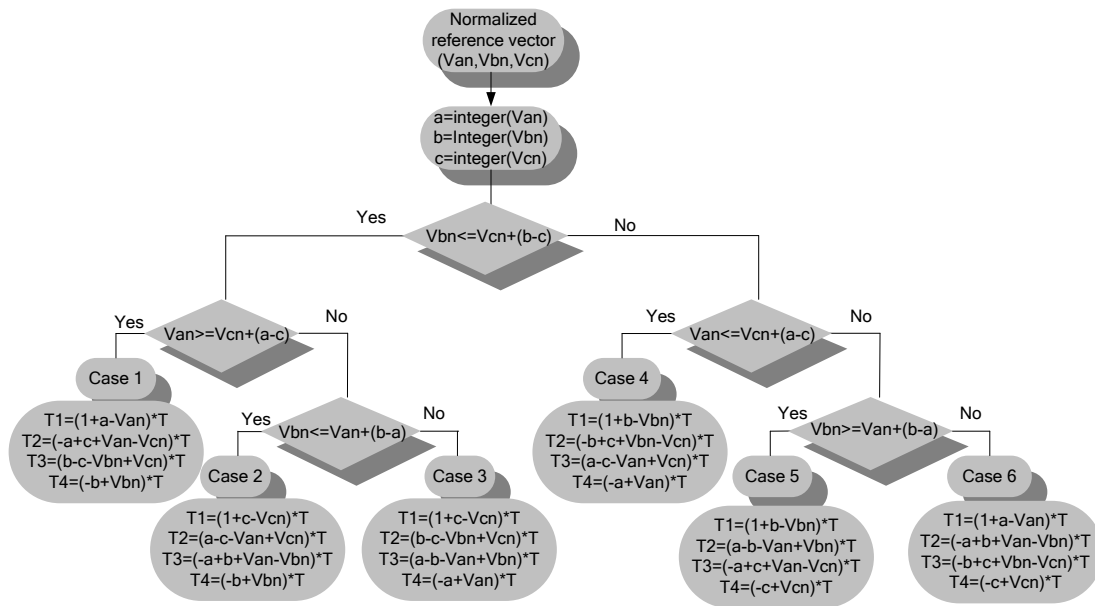 Normalized
reference vector
(Van,Vbn,Vcn)
a=integer(Van)
b=Integer(Vbn)
c=integer(Vcn)
Yes
Vbn<=Vcn+(b-c)
No
Yes
Van>=Vcn+(a-c)
No
Yes
Van<=Vcn+(a-c)
No
Case 1
T1=(1+a-Van)*T
T2=(-a+c+Van-Vcn)*T
T3=(b-c-Vbn+Vcn)*T
T4=(-b+Vbn)*T
Yes
Vbn<=Van+(b-a)
No
Case 4
T1=(1+b-Vbn)*T
T2=(-b+c+Vbn-Vcn)*T
T3=(a-c-Van+Vcn)*T
T4=(-a+Van)*T
Yes
Vbn>=Van+(b-a)
No
Case 2
T1=(1+c-Vcn)*T
T2=(a-c-Van+Vcn)*T
T3=(-a+b+Van-Vbn)*T
T4=(-b+Vbn)*T
Case 3
T1=(1+c-Vcn)*T
T2=(b-c-Vbn+Vcn)*T
T3=(a-b-Van+Vbn)*T
T4=(-a+Van)*T
Case 5
T1=(1+b-Vbn)*T
T2=(a-b-Van+Vbn)*T
T3=(-a+c+Van-Vcn)*T
T4=(-c+Vcn)*T
Case 6
T1=(1+a-Van)*T
T2=(-a+b+Van-Vbn)*T
T3=(-b+c+Vbn-Vcn)*T
T4=(-c+Vcn)*T